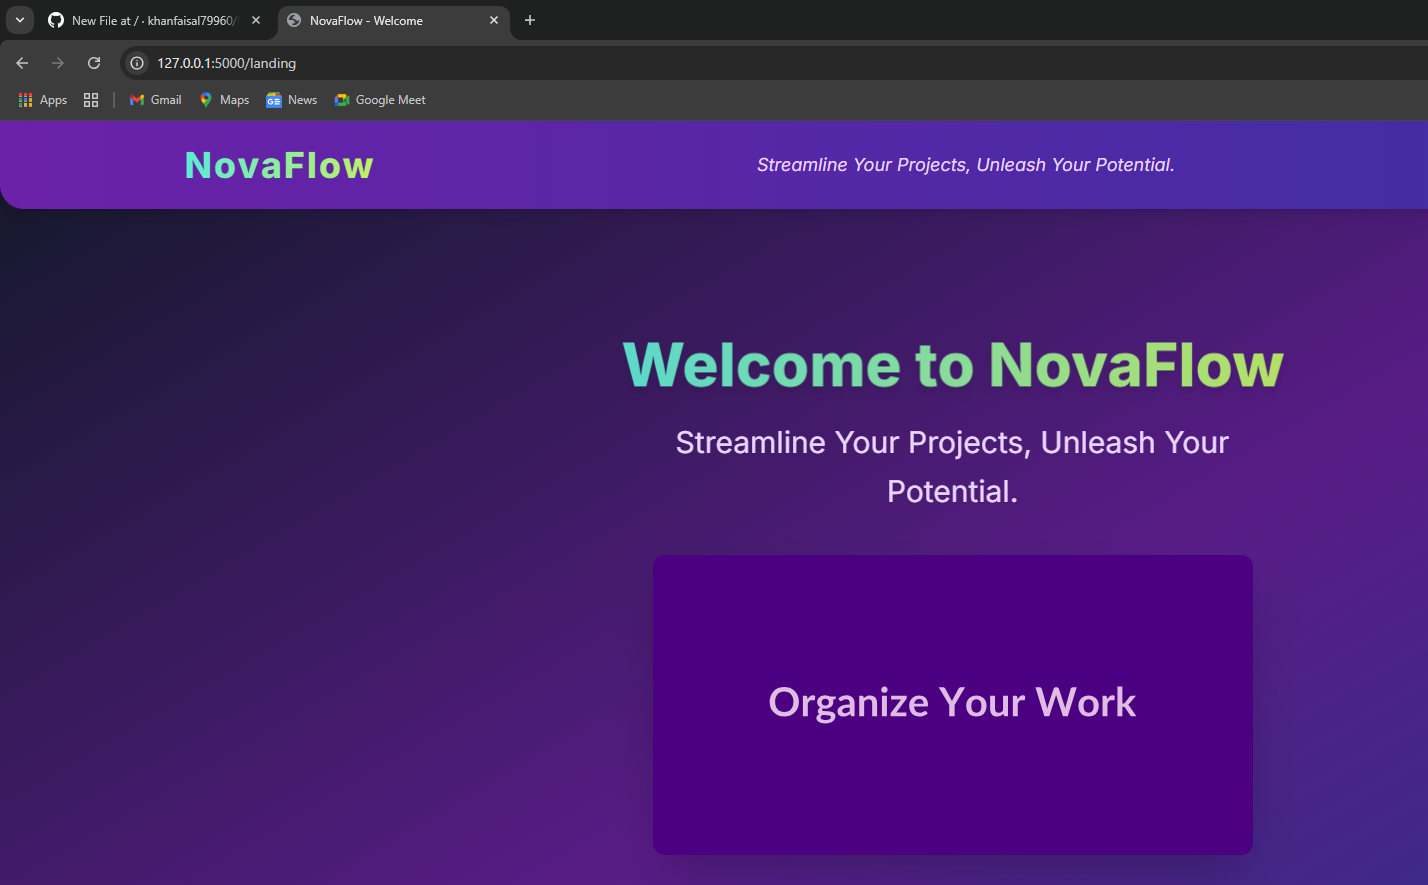 New File at / · khanfaisal79960/
NovaFlow - Welcome
127.0.0.1:5000/landing
Apps
Gmail
Maps
News
Google Meet
NovaFlow
Streamline Your Projects, Unleash Your Potential.
Welcome to NovaFlow
Streamline Your Projects, Unleash Your
Potential.
Organize Your Work